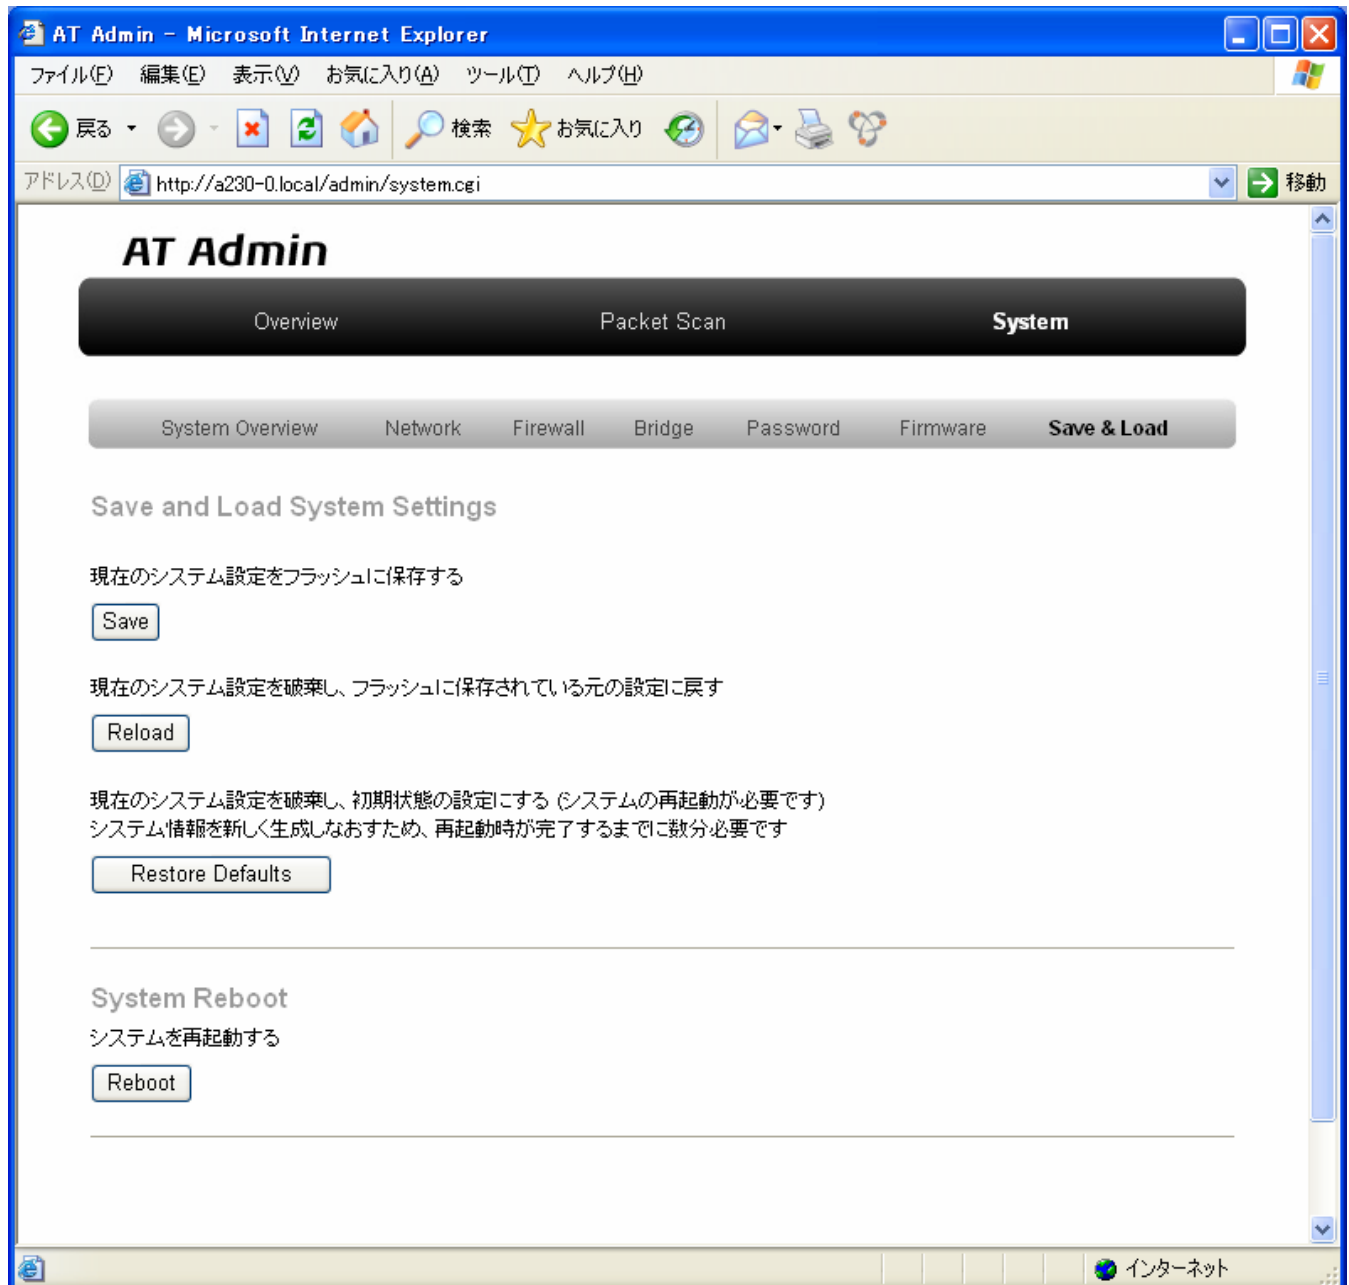 AT Admin - Microsoft Internet Explorer
ファイル(F) 編集(E) 表示(V) お気に入り(A) ツール(T) ヘルプ(H)
戻る 検索 お気に入り
アドレス(D) http://a230-0.local/admin/system.cgi 移動
AT Admin
Overview Packet Scan System
System Overview Network Firewall Bridge Password Firmware Save & Load
Save and Load System Settings
現在のシステム設定をフラッシュに保存する
Save
現在のシステム設定を破棄し、フラッシュに保存されている元の設定に戻す
Reload
現在のシステム設定を破棄し、初期状態の設定にする (システムの再起動が必要です)
システム情報を新しく生成しなおすため、再起動時が完了するまでに数分必要です
Restore Defaults
System Reboot
システムを再起動する
Reboot
インターネット